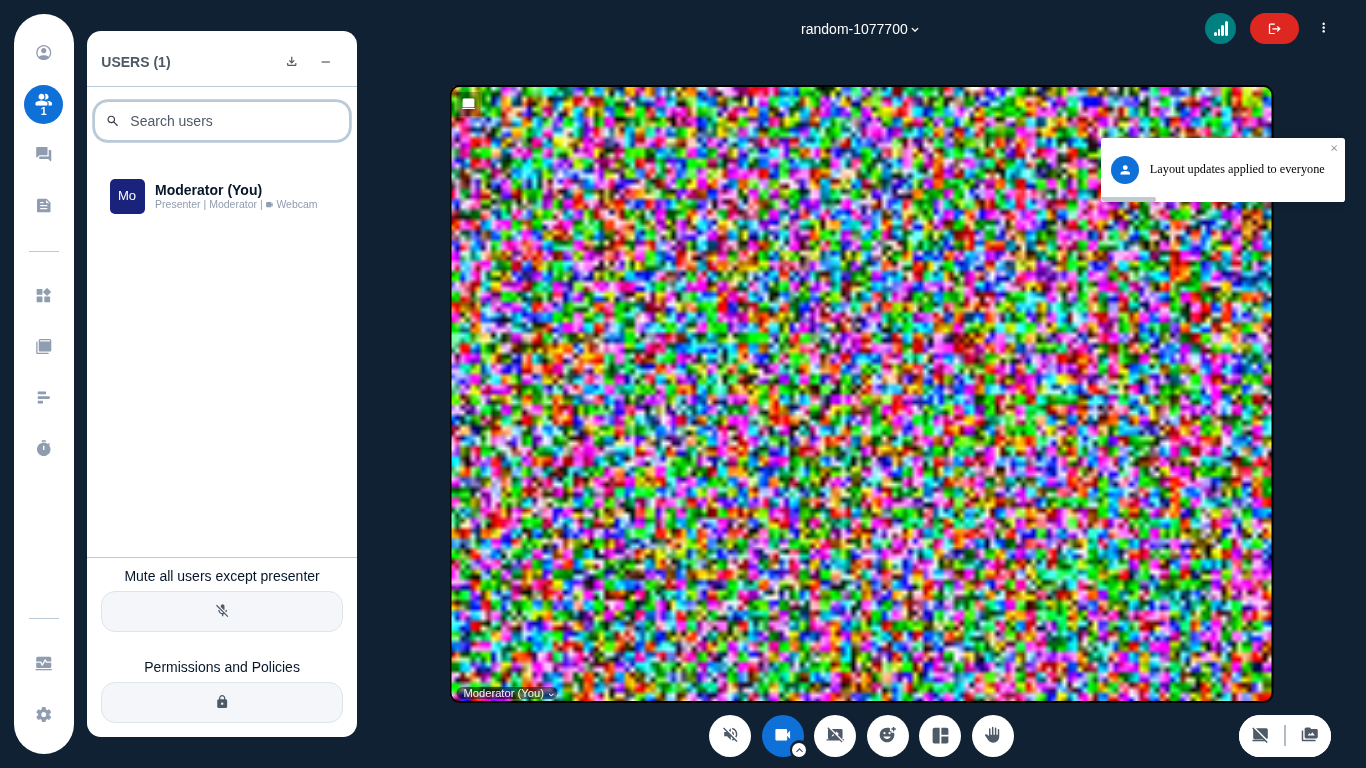 USERS (1)
1
Search users
Mo
Moderator (You)
Presenter | Moderator | Webcam
Mute all users except presenter
Permissions and Policies
random-1077700
Layout updates applied to everyone
Moderator (You)